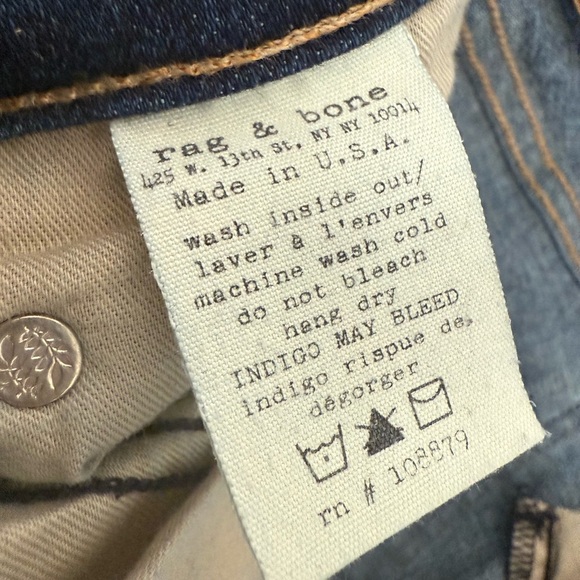 rag & bone
425 W. 13th St. NY NY 10014
Made in U.S.A.
wash inside out/
laver à l'envers
machine wash cold
do not bleach
hang dry
INDIGO MAY BLEED
indigo rispue de
dégorger
rn # 108879